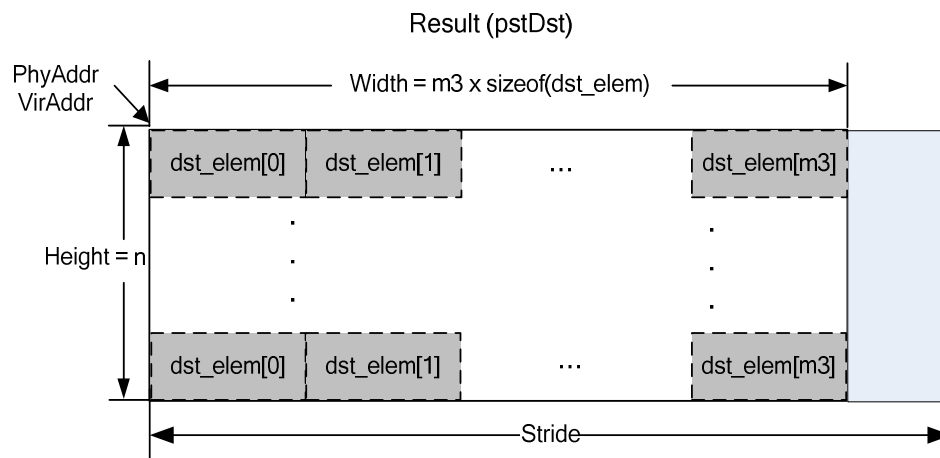 Result (pstDst)
PhyAddr
VirAddr
Width = m3 x sizeof(dst_elem)
dst_elem[0] dst_elem[1] ... dst_elem[m3]
Height = n
dst_elem[0] dst_elem[1] ... dst_elem[m3]
Stride